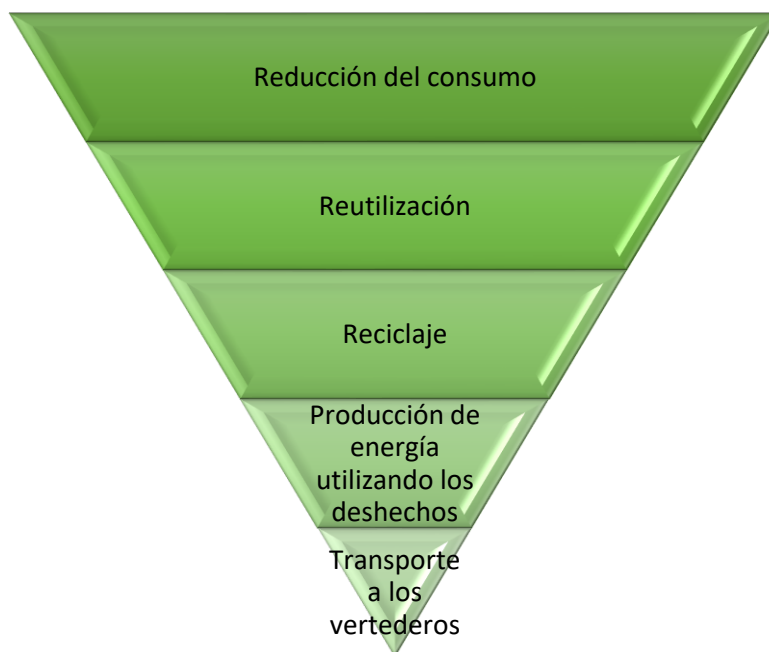 Reducción del consumo
Reutilización
Reciclaje
Producción de
energía
utilizando los
deshechos
Transporte
a los
vertederos